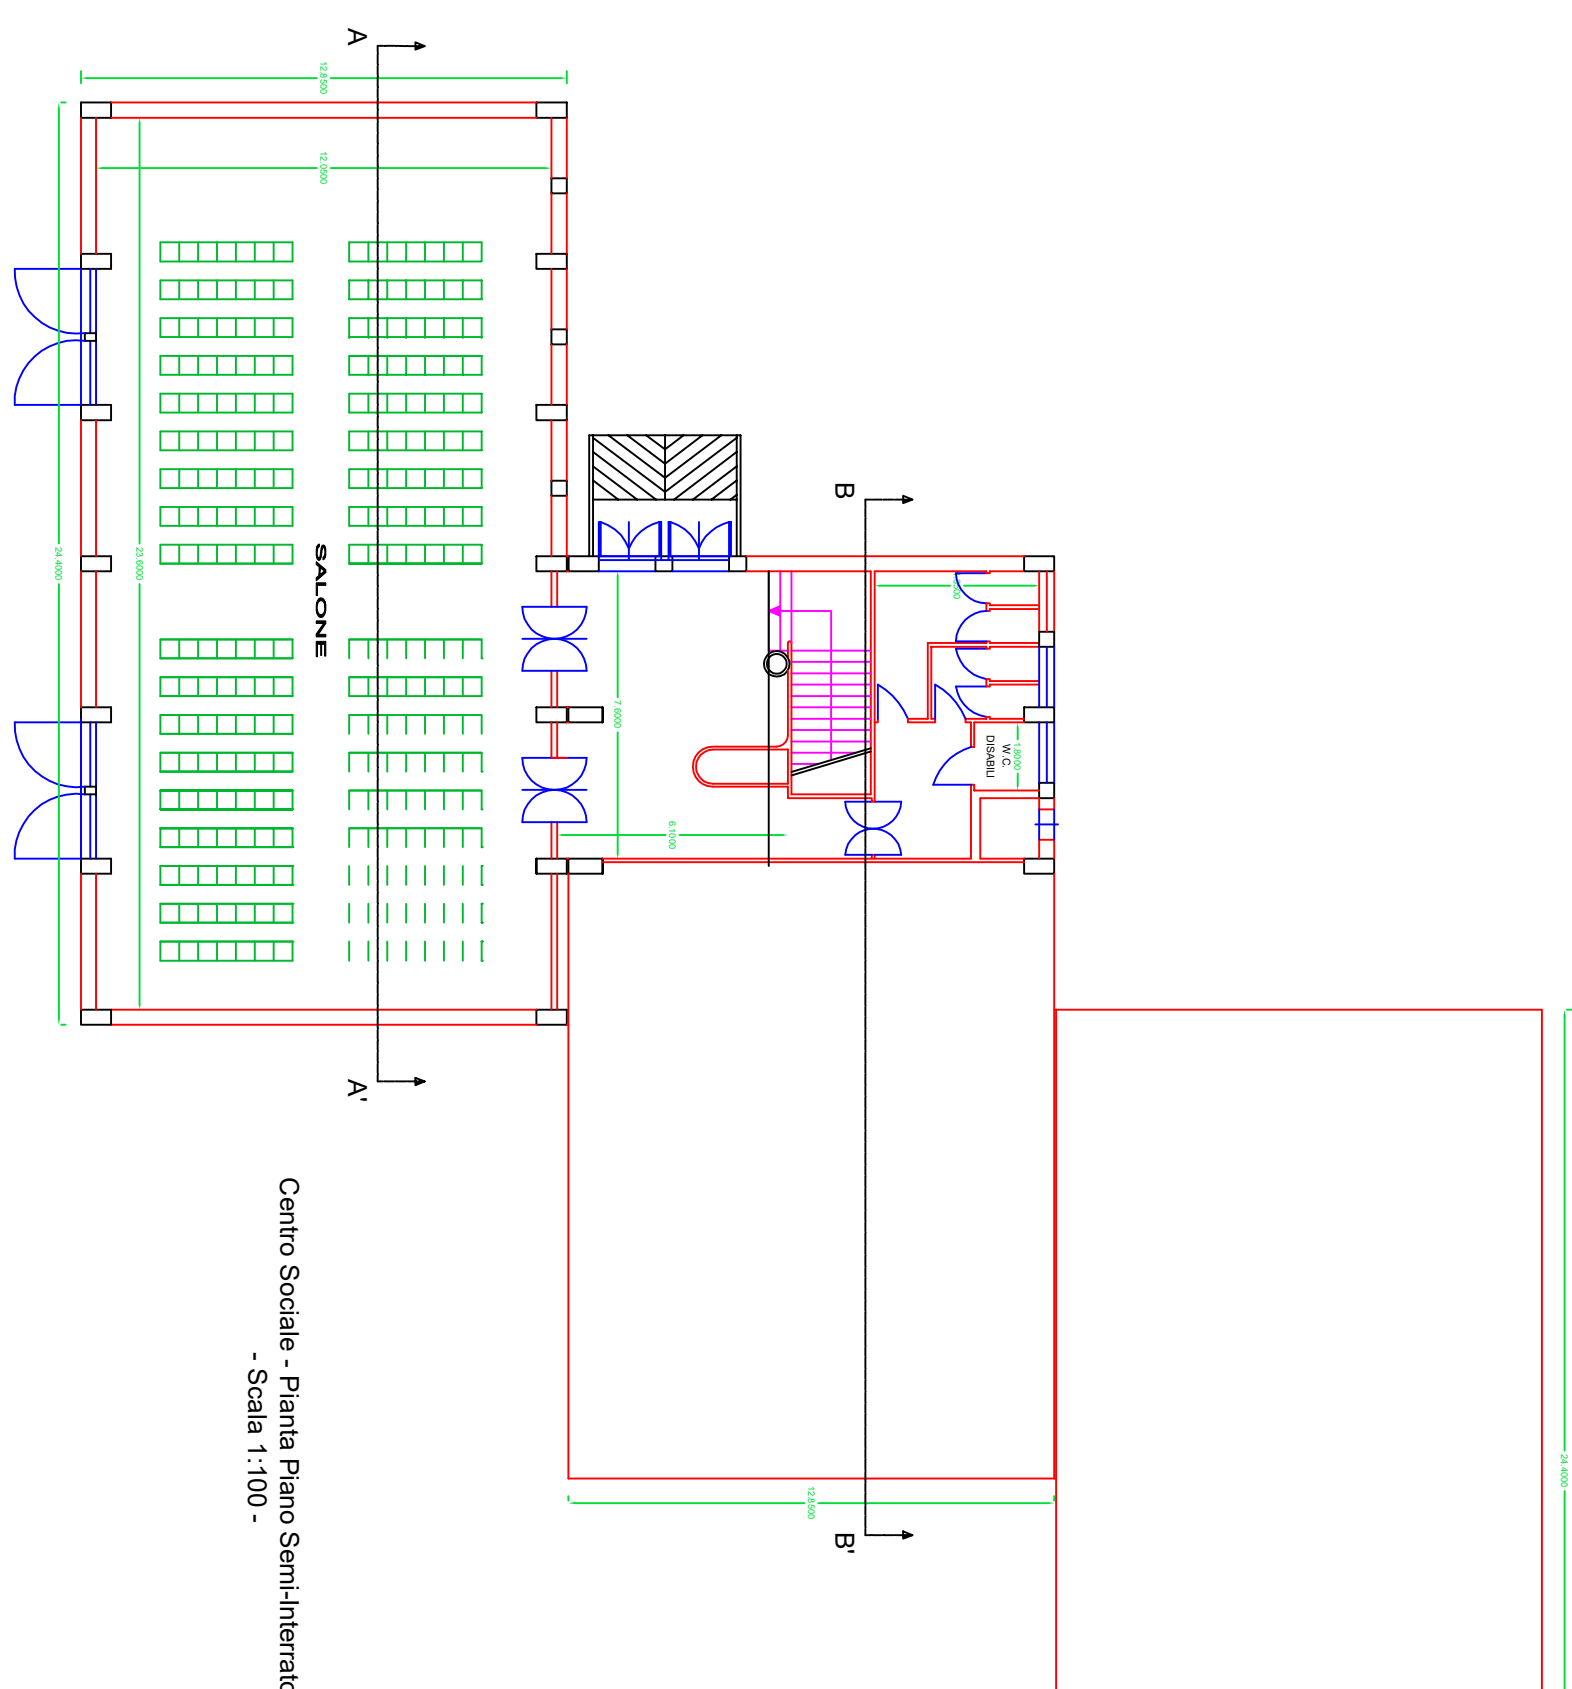 A
12.8500
12.0500
23.6000
24.4000
SALONE
7.6000
6.1000
B
1.8000
W.C.
DISABILI
A'
12.8500
B'
24.4000
Centro Sociale - Pianta Piano Semi-Interrato
- Scala 1:100 -